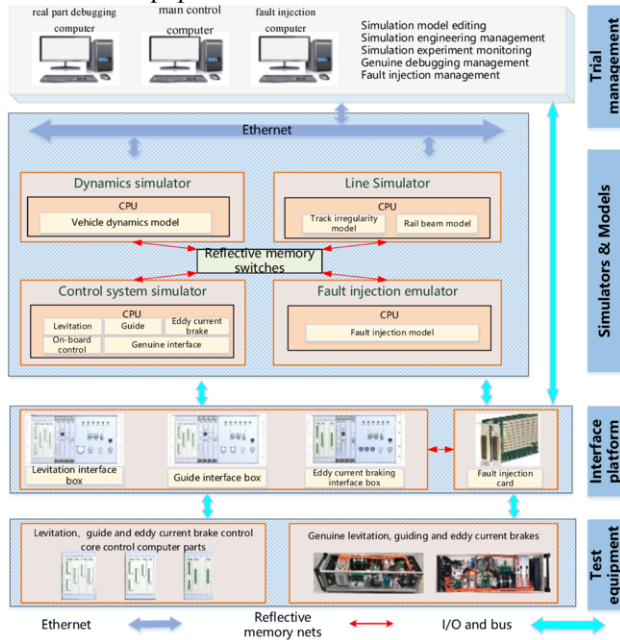 real part debugging
computer
main control
computer
fault injection
computer
Simulation model editing
Simulation engineering management
Simulation experiment monitoring
Genuine debugging management
Fault injection management
Trial
management
Ethernet
Dynamics simulator
CPU
Vehicle dynamics model
Line Simulator
CPU
Track irregularity
model
Rail beam model
Reflective memory
switches
Control system simulator
CPU
Levitation
Guide
Eddy current
brake
On-board
control
Genuine interface
Fault injection emulator
CPU
Fault injection model
Simulators & Models
Levitation interface
box
Guide interface box
Eddy current braking
interface box
Fault injection
card
Interface
platform
Levitation、guide and eddy current brake control
core control computer parts
Genuine levitation, guiding and eddy current brakes
Test
equipment
Ethernet
Reflective
memory nets
I/O and bus